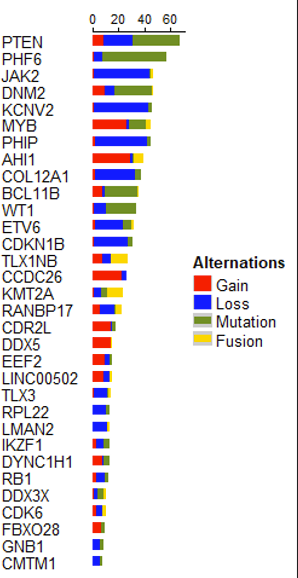 0 20 40 60
PTEN
PHF6
JAK2
DNM2
KCNV2
MYB
PHIP
AHI1
COL12A1
BCL11B
WT1
ETV6
CDKN1B
TLX1NB
CCDC26
KMT2A
RANBP17
CDR2L
DDX5
EEF2
LINC00502
TLX3
RPL22
LMAN2
IKZF1
DYNC1H1
RB1
DDX3X
CDK6
FBXO28
GNB1
CMTM1
Alternations
Gain
Loss
Mutation
Fusion